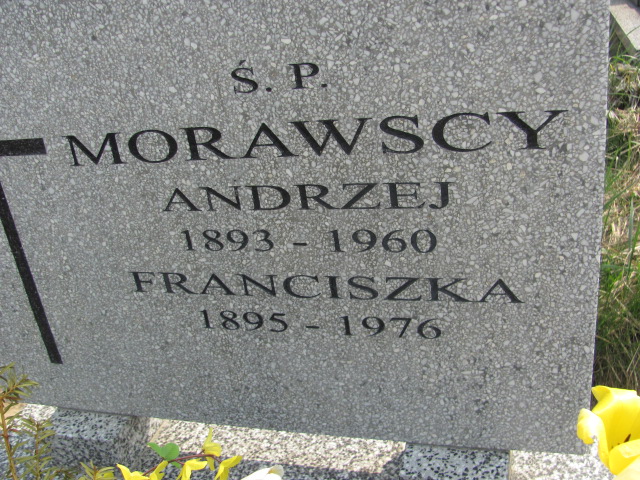 Ś. P.
MORAWSCY
ANDRZEJ
1893 - 1960
FRANCISZKA
1895 - 1976